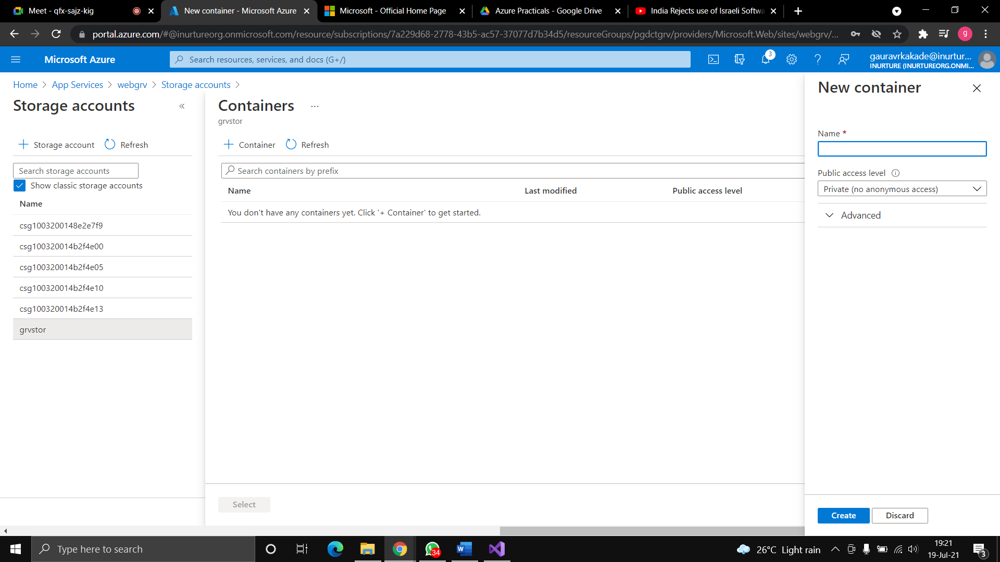 Meet - qfx-sajz-kig
New container - Microsoft Azure
Microsoft - Official Home Page
Azure Practicals - Google Drive
India Rejects use of Israeli Softwa
portal.azure.com/#@inurtureorg.onmicrosoft.com/resource/subscriptions/7a229d68-2778-43b5-ac57-37077d7b34d5/resourceGroups/pgdctgrv/providers/Microsoft.Web/sites/webgrv/...
g
Microsoft Azure
Search resources, services, and docs (G+/)
3
gauravrkakade@inurtur...
INURTURE (INURTUREORG.ONMI...
Home > App Services > webgrv > Storage accounts >
Storage accounts
«
+ Storage account
Refresh
Search storage accounts
Show classic storage accounts
Name
csg1003200148e2e7f9
csg100320014b2f4e00
csg100320014b2f4e05
csg100320014b2f4e10
csg100320014b2f4e13
grvstor
Containers ...
grvstor
+ Container
Refresh
Search containers by prefix
Name
Last modified
Public access level
You don't have any containers yet. Click '+ Container' to get started.
Select
New container
Name *
Public access level
Private (no anonymous access)
Advanced
Create
Discard
Type here to search
34
26°C Light rain
19:21
19-Jul-21
3